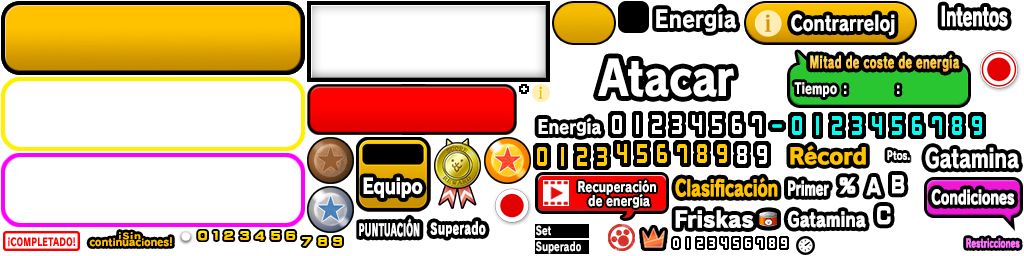 Energía
i Contrarreloj
Intentos
Atacar
Mitad de coste de energía
Tiempo : :
i
Energía 01234567-0123456789
0123456789
Récord
Ptos.
Gatamina
Equipo
Recuperación
de energía
Clasificación
Primer % A B
Condiciones
Friskas
Gatamina C
PUNTUACIÓN Superado
¡COMPLETADO!
¡Sin
continuaciones!
0123456789
Set
Superado
0123456789
Restricciones